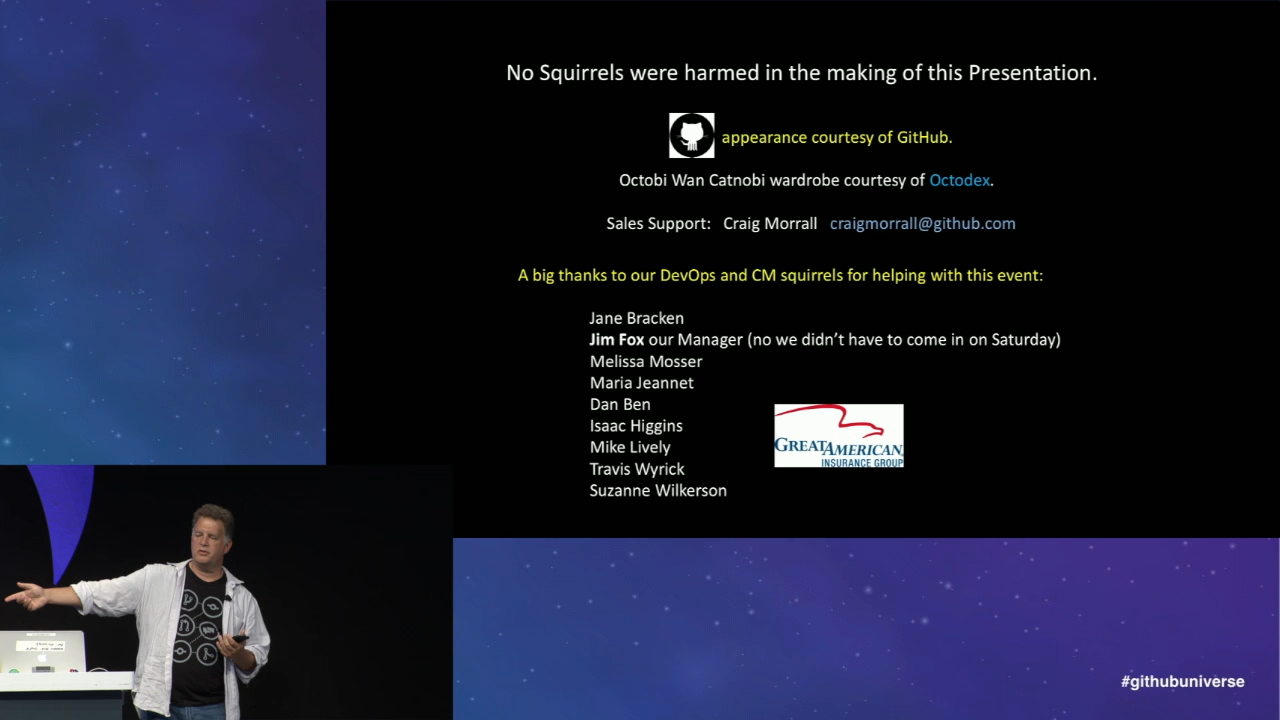 No Squirrels were harmed in the making of this Presentation.
appearance courtesy of GitHub.
Octobi Wan Catnobi wardrobe courtesy of Octodex.
Sales Support: Craig Morrall craigmorrall@github.com
A big thanks to our DevOps and CM squirrels for helping with this event:
Jane Bracken
Jim Fox our Manager (no we didn't have to come in on Saturday)
Melissa Mosser
Maria Jeannet
Dan Ben
Isaac Higgins
Mike Lively
Travis Wyrick
Suzanne Wilkerson
GREATAMERICAN
INSURANCE GROUP
#githubuniverse